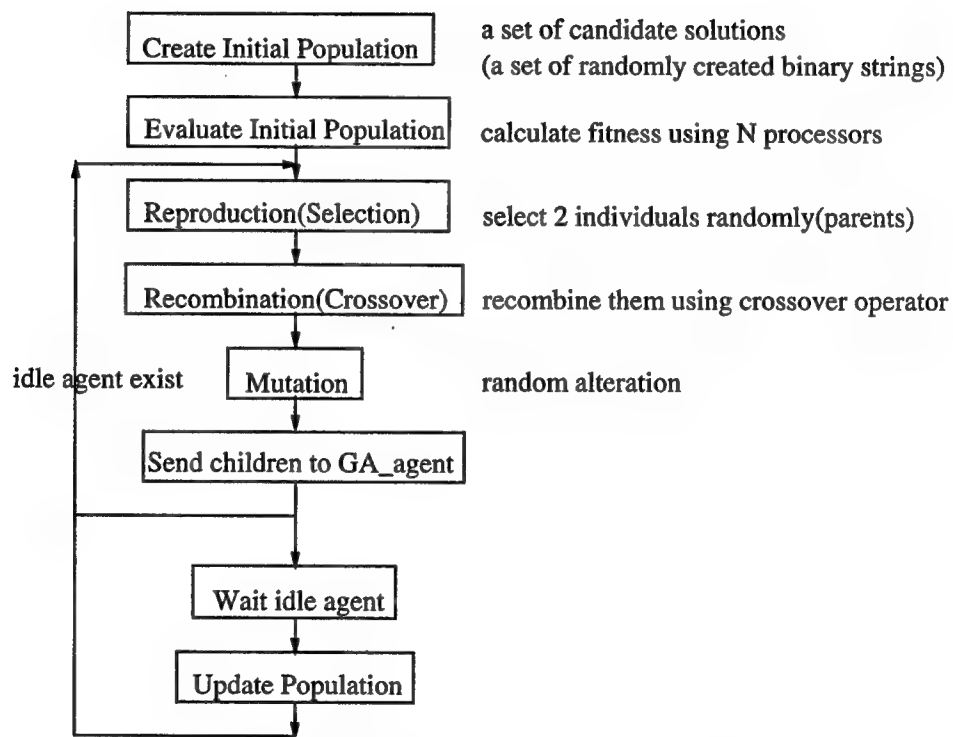 Create Initial Population
a set of candidate solutions
(a set of randomly created binary strings)
Evaluate Initial Population
calculate fitness using N processors
Reproduction(Selection)
select 2 individuals randomly(parents)
Recombination(Crossover)
recombine them using crossover operator
idle agent exist
Mutation
random alteration
Send children to GA_agent
Wait idle agent
Update Population